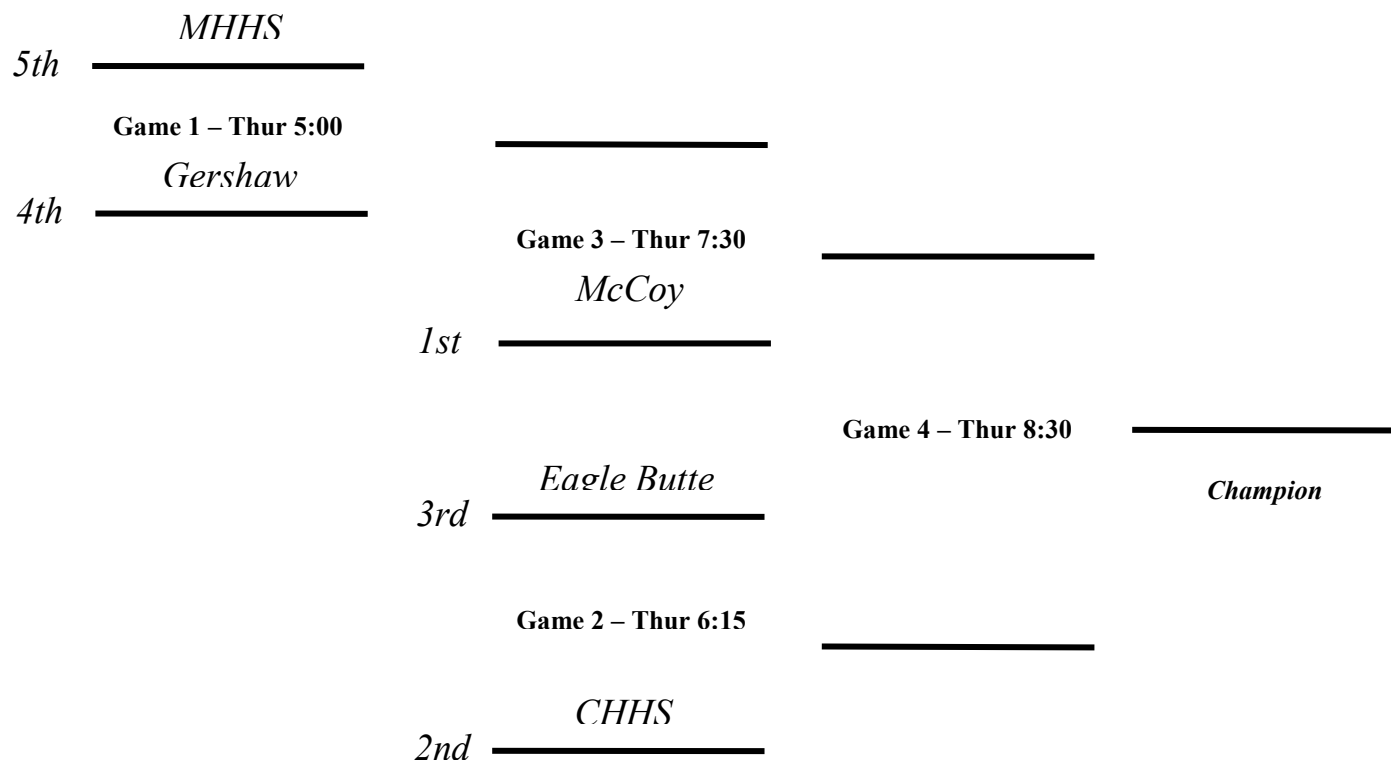 MHHS
5th
Game 1 – Thur 5:00
Gershaw
4th
Game 3 – Thur 7:30
McCoy
1st
Game 4 – Thur 8:30
Champion
Eagle Butte
3rd
Game 2 – Thur 6:15
CHHS
2nd